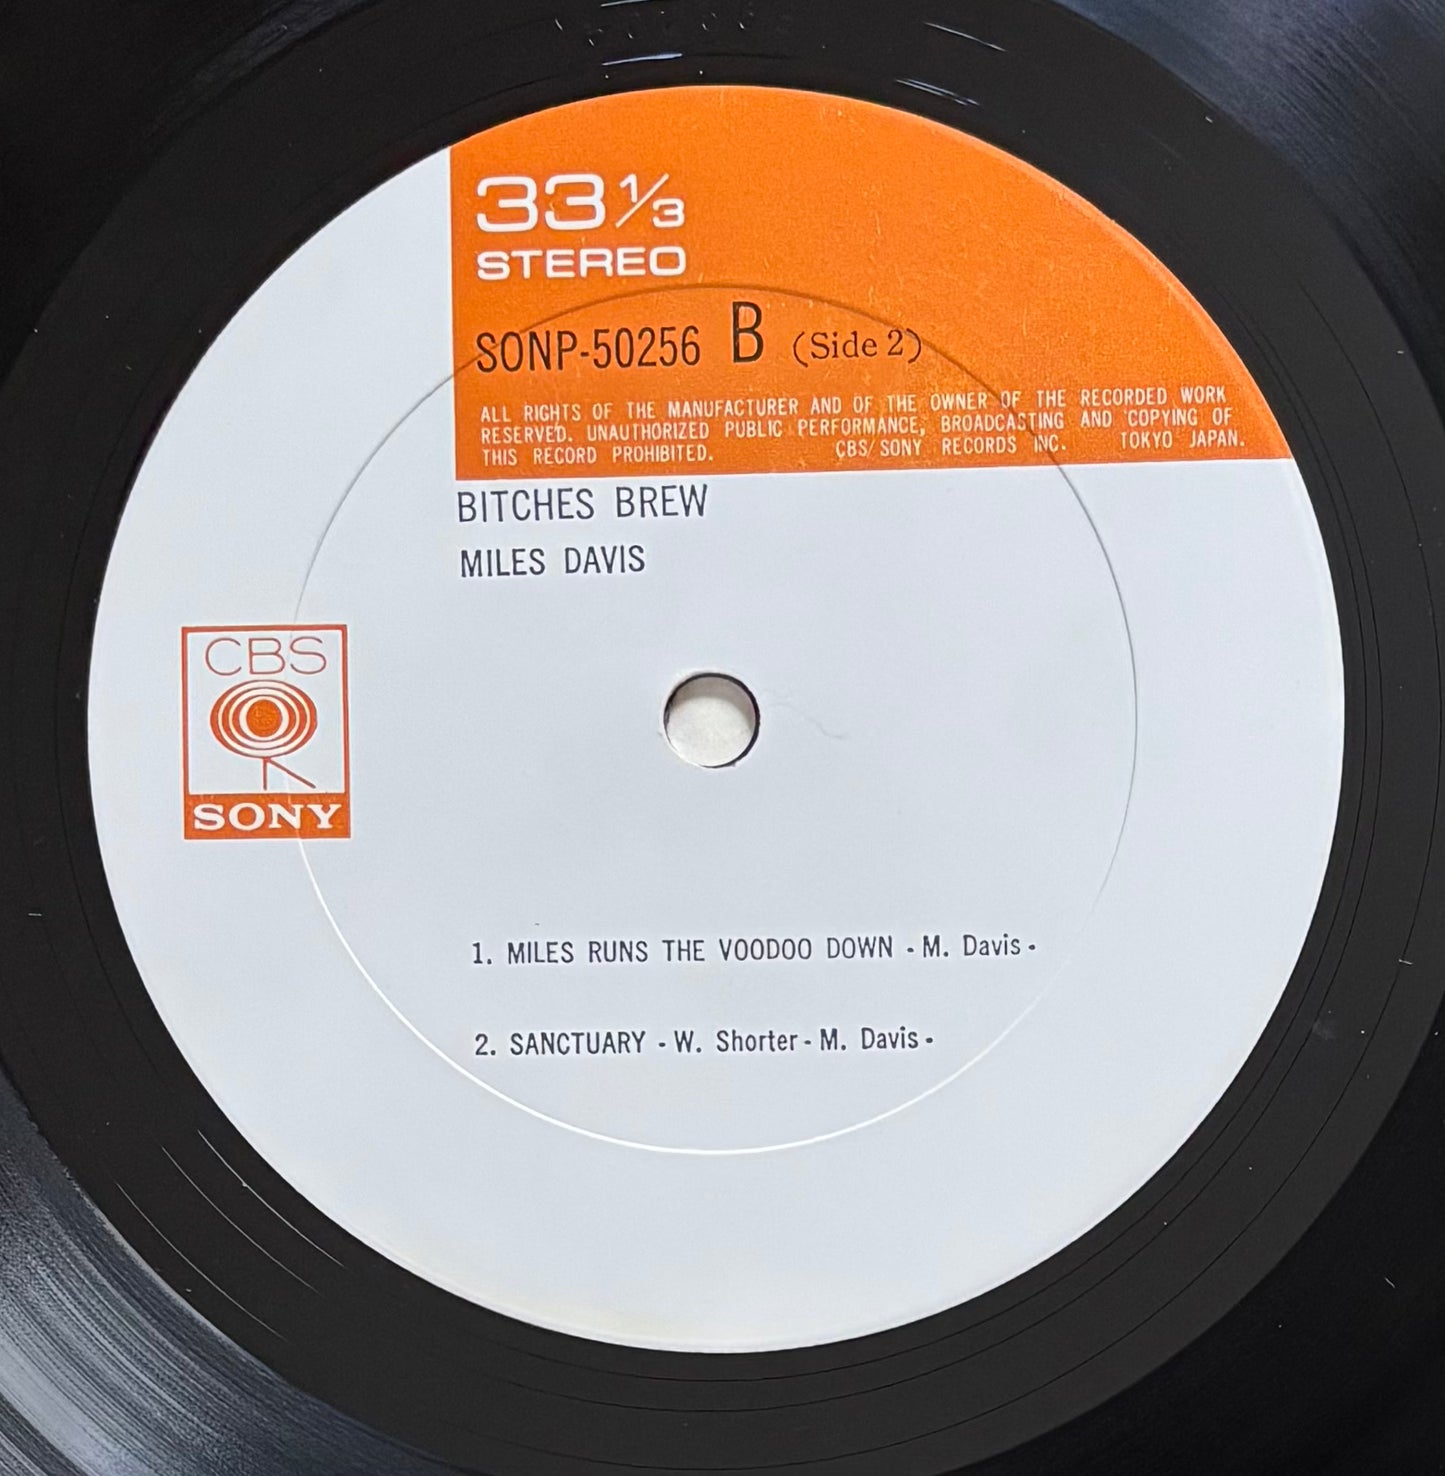 33 1/3
STEREO
SONP-50256 B (Side 2)
ALL RIGHTS OF THE MANUFACTURER AND OF THE OWNER OF THE RECORDED WORK
RESERVED. UNAUTHORIZED PUBLIC PERFORMANCE, BROADCASTING AND COPYING OF
THIS RECORD PROHIBITED. CBS/SONY RECORDS INC. TOKYO JAPAN.
BITCHES BREW
MILES DAVIS
CBS
SONY
1. MILES RUNS THE VOODOO DOWN - M. Davis -
2. SANCTUARY - W. Shorter - M. Davis -